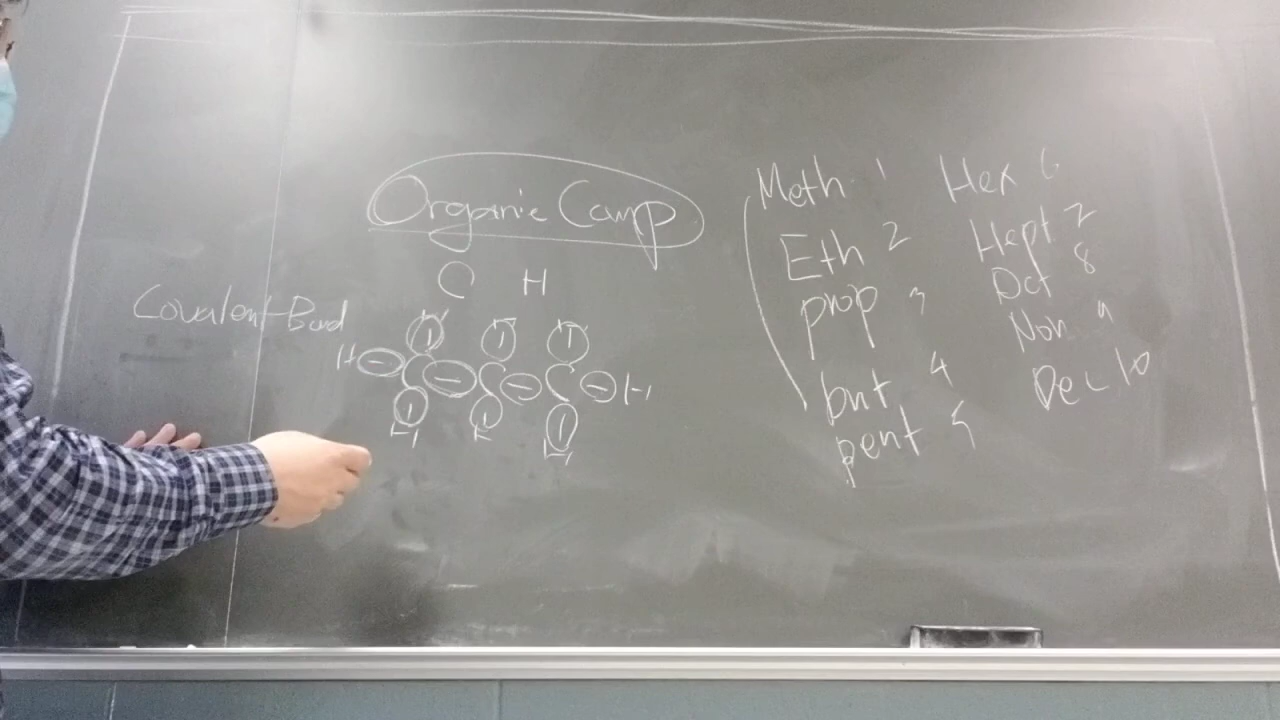 Organic Comp
C H
Covalent Bond
H H H
H C C C H
H H H
Meth 1
Eth 2
prop 3
but 4
pent 5
Hex 6
Hept 7
Oct 8
Non 9
Dec 10